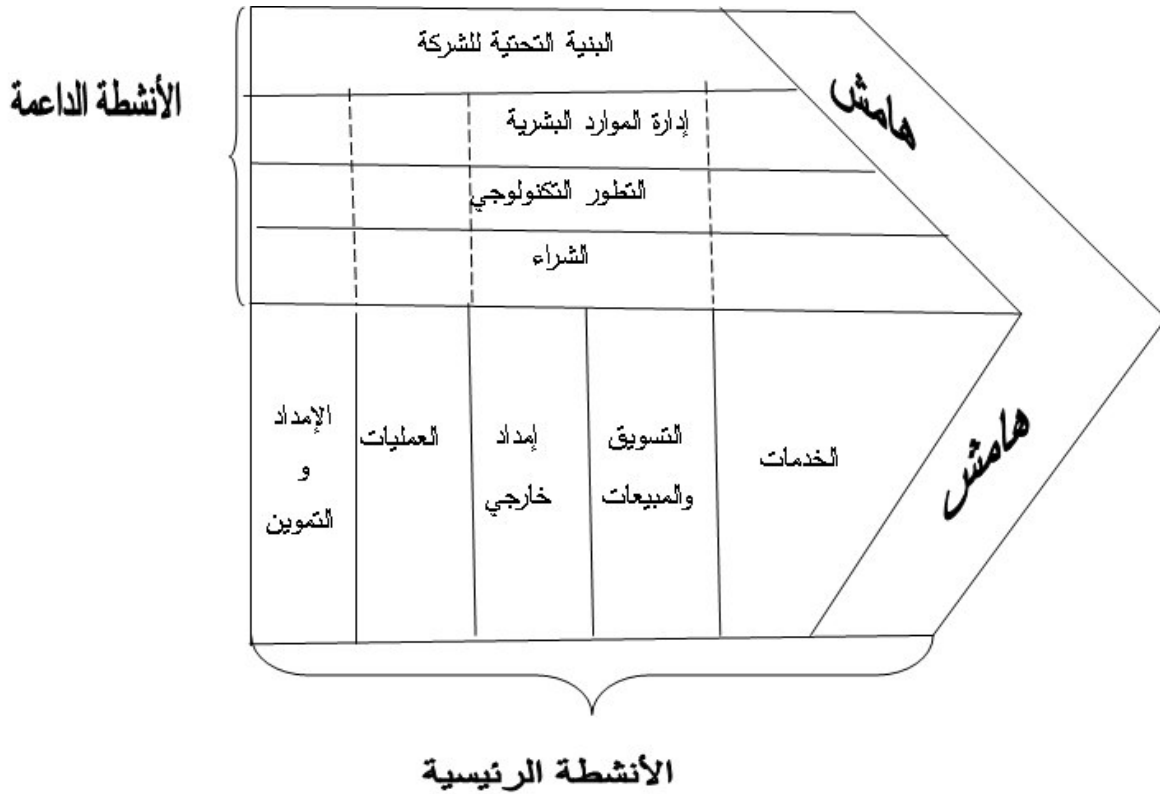 البنية التحتية للشركة
الأنشطة الداعمة
هامش
إدارة الموارد البشرية
التطور التكنولوجي
الشراء
الإمداد
و
التموين
العمليات
إمداد
خارجي
التسويق
والمبيعات
الخدمات
هامش
الأنشطة الرئيسية